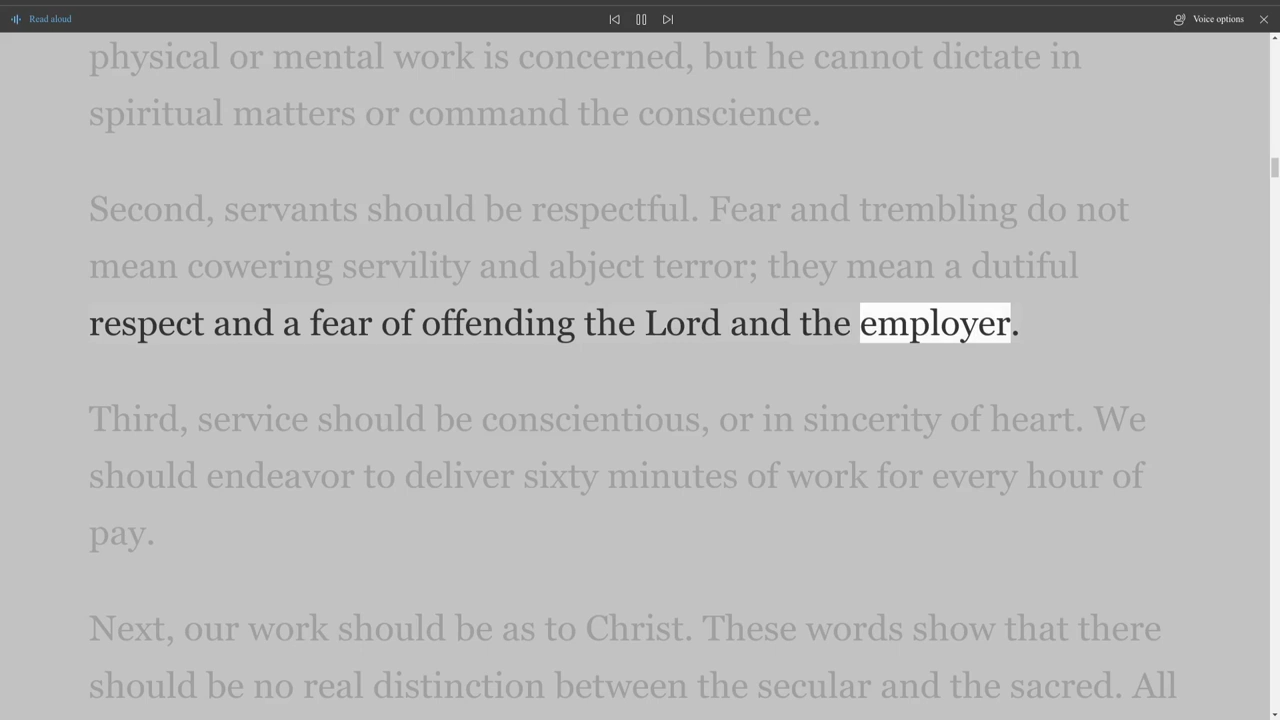 Read aloud
Voice options
physical or mental work is concerned, but he cannot dictate in
spiritual matters or command the conscience.
Second, servants should be respectful. Fear and trembling do not
mean cowering servility and abject terror; they mean a dutiful
respect and a fear of offending the Lord and the employer.
Third, service should be conscientious, or in sincerity of heart. We
should endeavor to deliver sixty minutes of work for every hour of
pay.
Next, our work should be as to Christ. These words show that there
should be no real distinction between the secular and the sacred. All